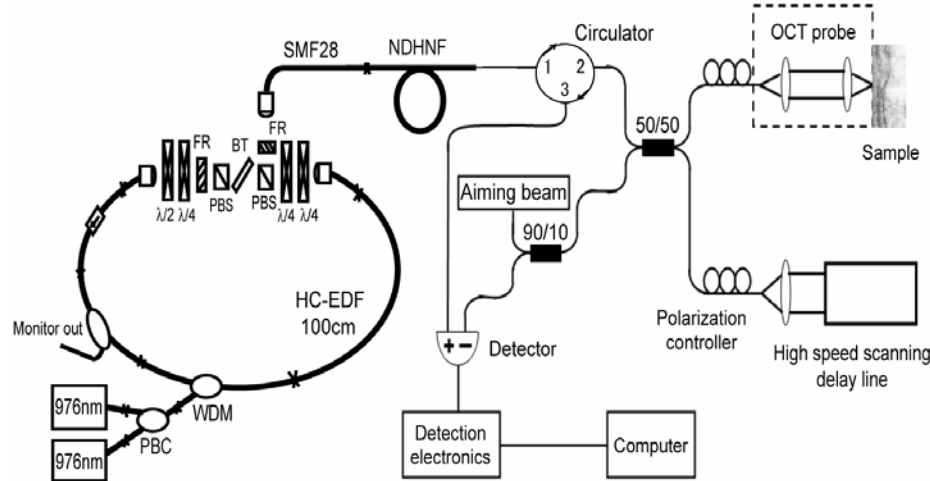 SMF28
NDHNF
Circulator
1
2
3
OCT probe
Sample
FR
BT
FR
PBS
PBS
λ/2 λ/4
λ/4 λ/4
50/50
Aiming beam
90/10
HC-EDF
100cm
Monitor out
976nm
976nm
PBC
WDM
+ −
Detector
Polarization
controller
High speed scanning
delay line
Detection
electronics
Computer